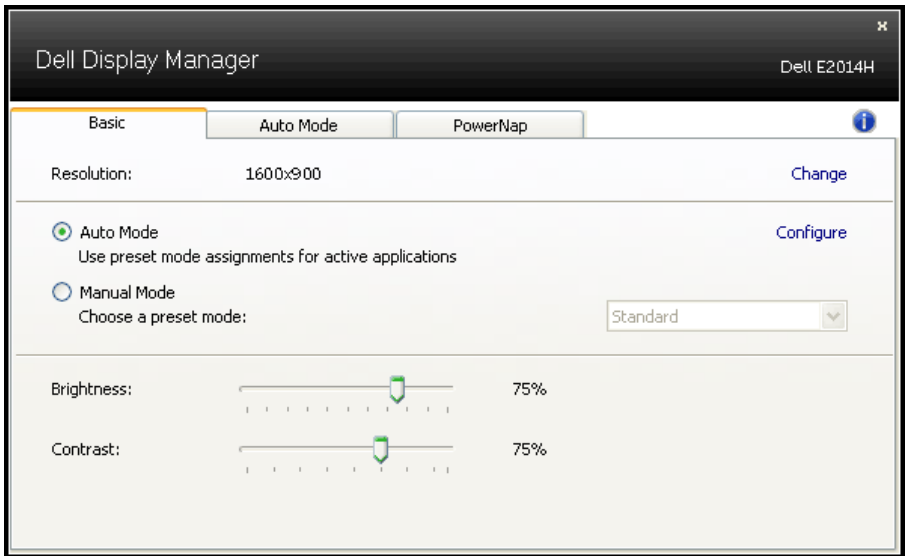 Dell Display Manager
Dell E2014H
Basic Auto Mode PowerNap
Resolution: 1600x900 Change
Auto Mode Configure
Use preset mode assignments for active applications
Manual Mode
Choose a preset mode: Standard
Brightness: 75%
Contrast: 75%